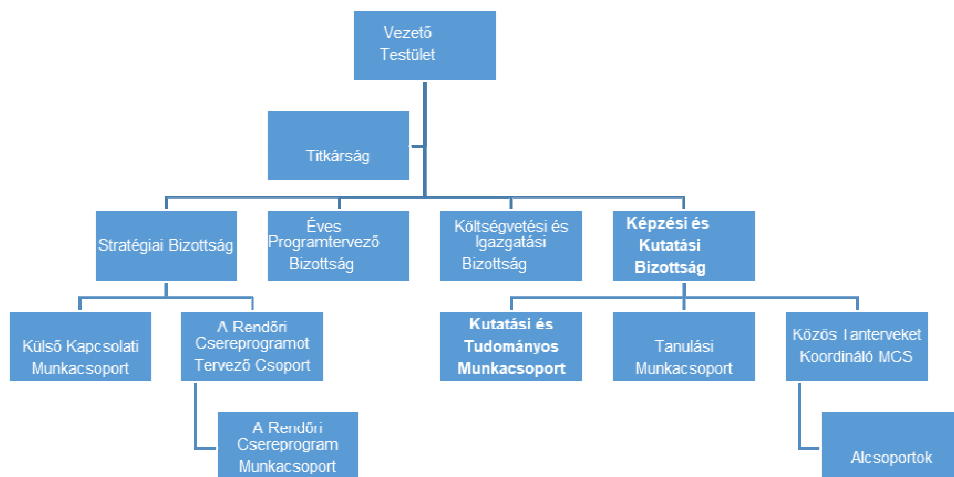 Vezető
Testület
Titkárság
Stratégiai Bizottság
Éves
Programtervező
Bizottság
Költségvetési és
Igazgatási
Bizottság
Képzési és
Kutatási
Bizottság
Külső Kapcsolati
Munkacsoport
A Rendőri
Csereprogramot
Tervező Csoport
Kutatási és
Tudományos
Munkacsoport
Tanulási
Munkacsoport
Közös Tanterveket
Koordináló MCS
A Rendőri
Csereprogram
Munkacsoport
Alcsoportok